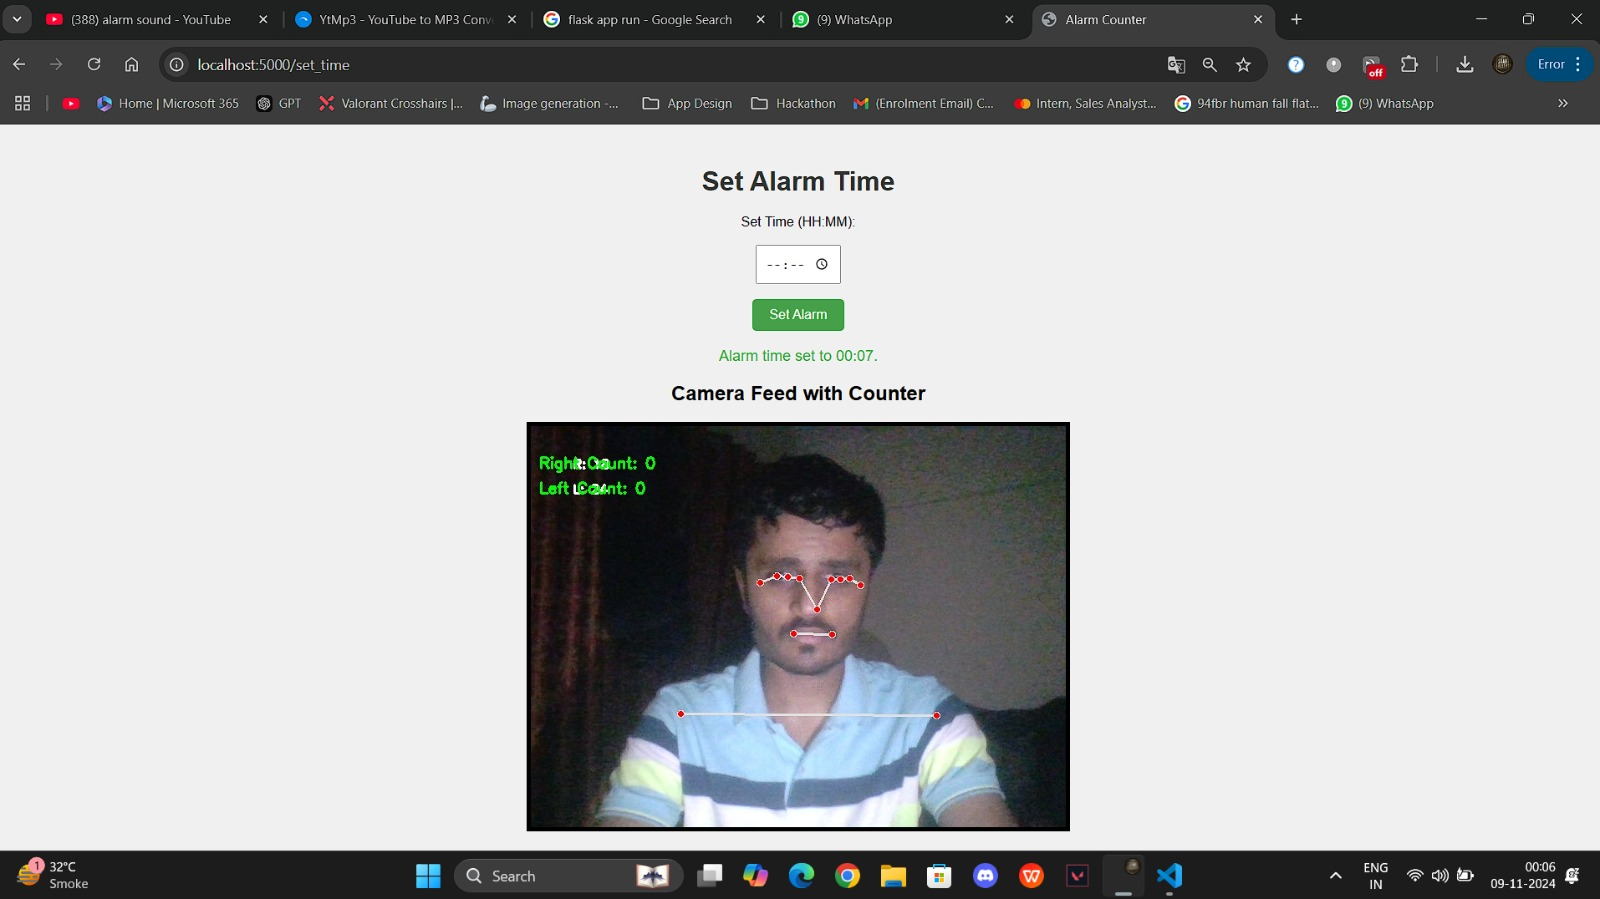 (388) alarm sound - YouTube
YtMp3 - YouTube to MP3 Conv
flask app run - Google Search
(9) WhatsApp
Alarm Counter
localhost:5000/set_time
off
Error
Home | Microsoft 365
GPT
Valorant Crosshairs |...
Image generation -...
App Design
Hackathon
(Enrolment Email) C...
Intern, Sales Analyst...
94fbr human fall flat...
(9) WhatsApp
Set Alarm Time
Set Time (HH:MM):
--:--
Set Alarm
Alarm time set to 00:07.
Camera Feed with Counter
Right Count: 0
Left Count: 0
1
32°C
Smoke
Search
ENG
IN
00:06
09-11-2024